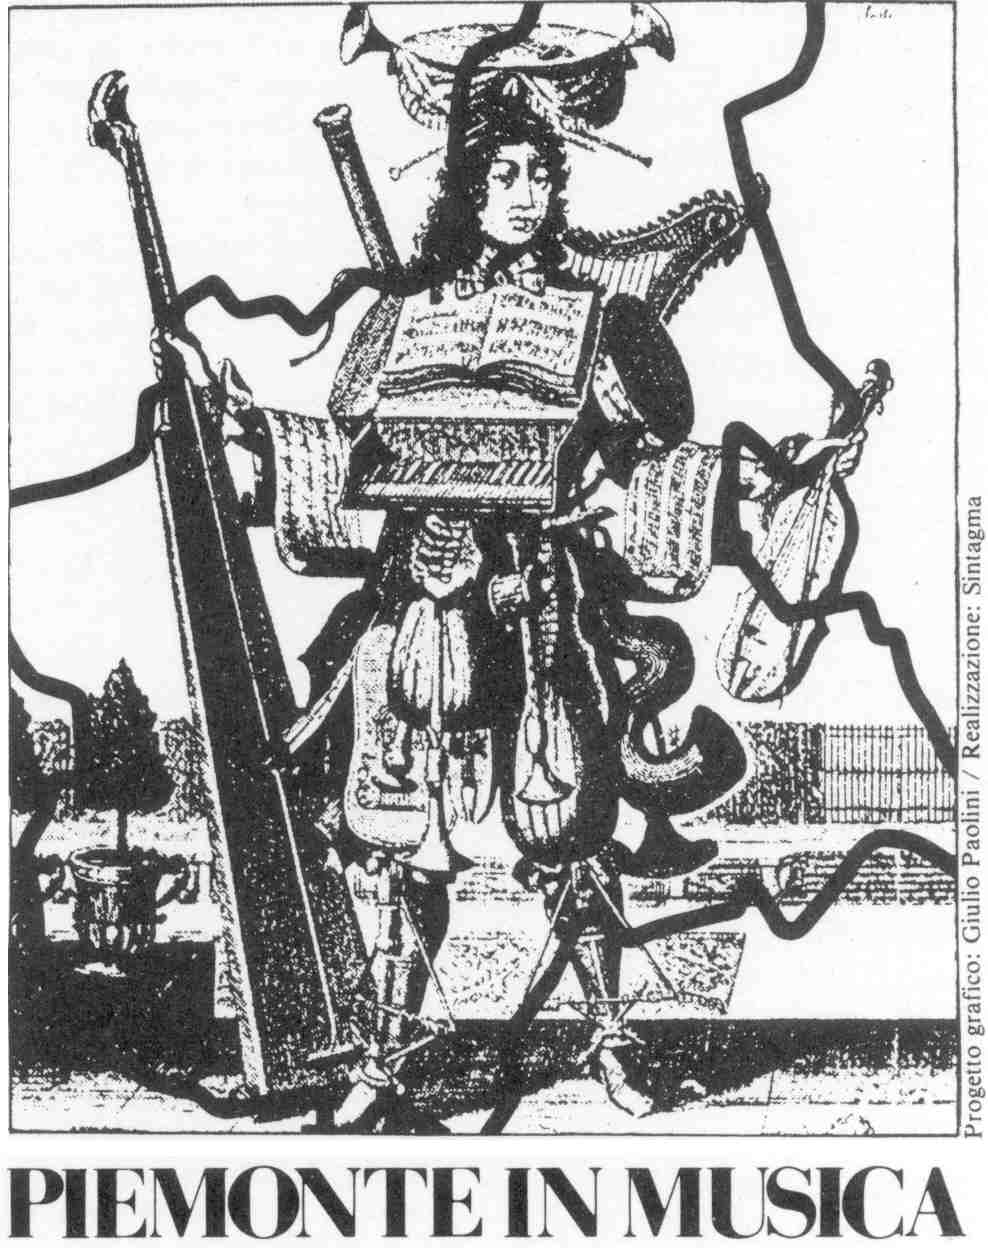 Progetto grafico: Giulio Paolini / Realizzazione: Sintagma
PIEMONTE IN MUSICA